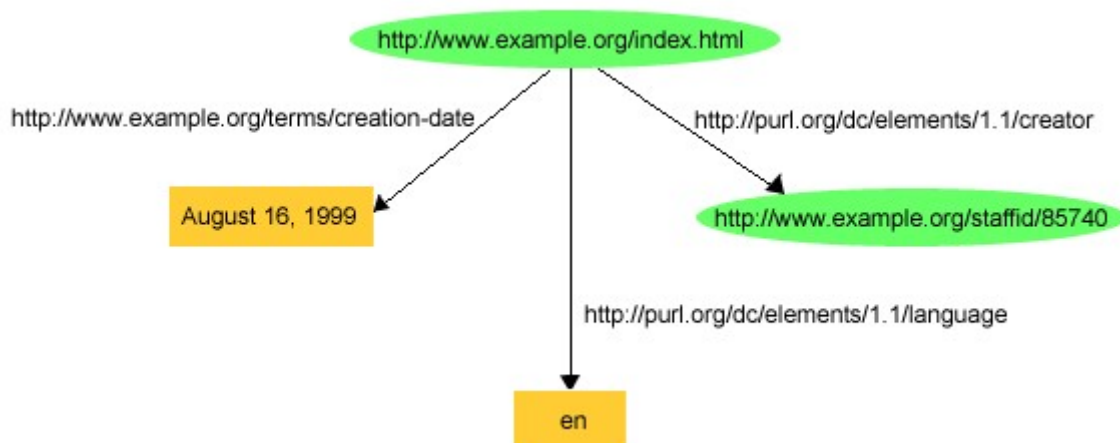 http://www.example.org/index.html
http://www.example.org/terms/creation-date
http://purl.org/dc/elements/1.1/creator
August 16, 1999
http://www.example.org/staffid/85740
http://purl.org/dc/elements/1.1/language
en